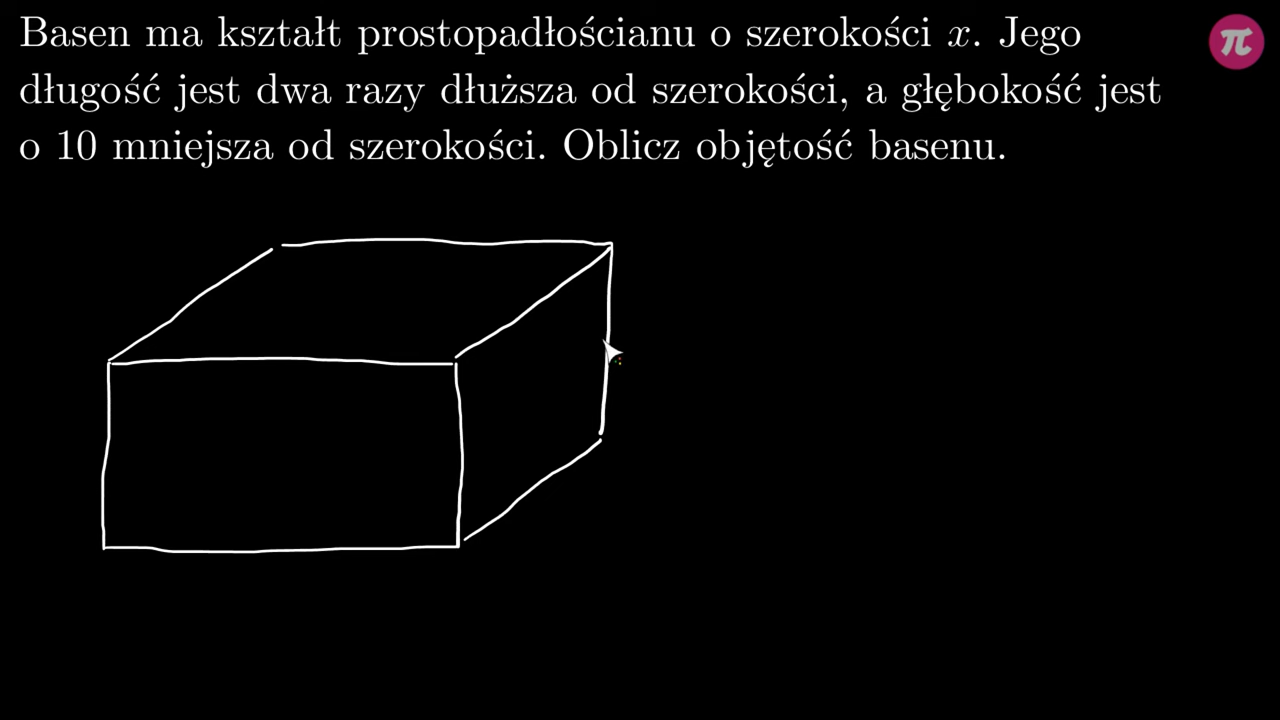 Basen ma kształt prostopadłościanu o szerokości x. Jego
długość jest dwa razy dłuższa od szerokości, a głębokość jest
o 10 mniejsza od szerokości. Oblicz objętość basenu.
π